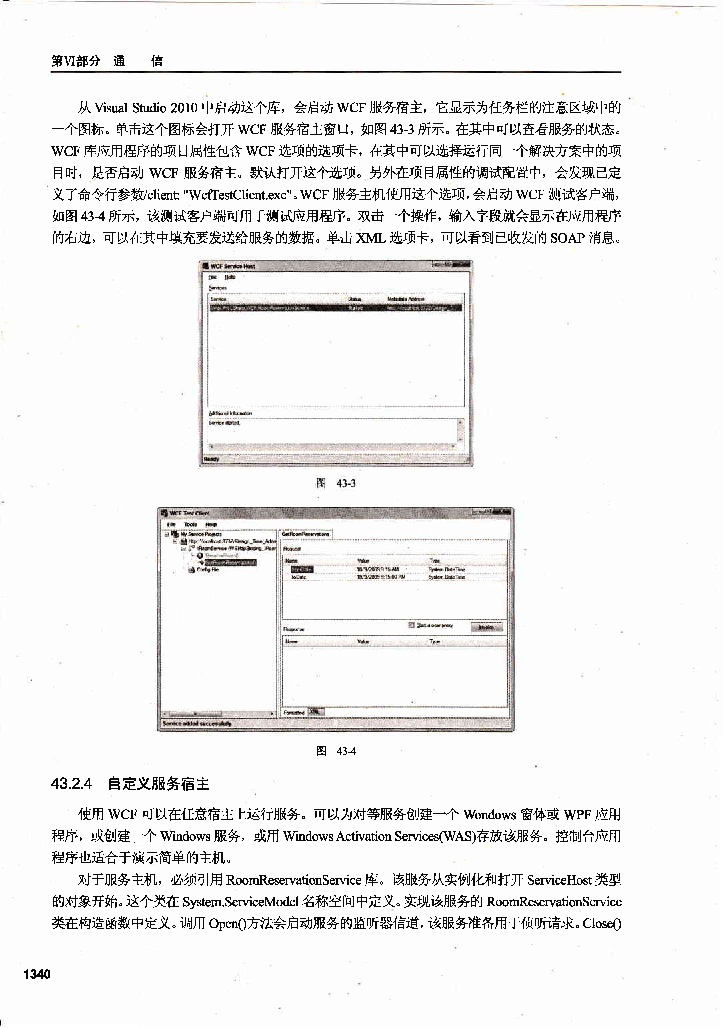 第VI部分 通 信
从 Visual Studio 2010 中启动这个库，会启动 WCF 服务宿主，它显示为任务栏的注意区域中的
一个图标。单击这个图标会打开 WCF 服务宿主窗口，如图 43-3 所示。在其中可以查看服务的状态。
WCF 库应用程序的项目属性包含 WCF 选项的选项卡，在其中可以选择运行同一个解决方案中的项
目时，是否启动 WCF 服务宿主。默认打开这个选项。另外在项目属性的调试配置中，会发现已定
义了命令行参数/client: "WcfTestClient.exe"。WCF 服务主机使用这个选项，会启动 WCF 测试客户端，
如图 43-4 所示，该测试客户端可用于测试应用程序。双击一个操作，输入字段就会显示在应用程序
的右边，可以在其中填充要发送给服务的数据。单击 XML 选项卡，可以看到已收发的 SOAP 消息。
WCF Service Host
File Help
Services
Service Status Metadata Address
Additional Information
Service started.
Ready
图 43-3
WCF Test Client
File Tools Help
My Service Projects
Config File
GetRoomReservations
Request
Name Value Type
System.DateTime
ToDate System.DateTime
Response
Start a new proxy Invoke
Name Value Type
Formatted XML
Service added successfully.
图 43-4
43.2.4 自定义服务宿主
使用 WCF 可以在任意宿主上运行服务。可以为对等服务创建一个 Wondows 窗体或 WPF 应用
程序，或创建一个 Windows 服务，或用 Windows Activation Services(WAS)存放该服务。控制台应用
程序也适合于演示简单的主机。
对于服务主机，必须引用 RoomReservationService 库。该服务从实例化和打开 ServiceHost 类型
的对象开始。这个类在 System.ServiceModel 名称空间中定义。实现该服务的 RoomReservationService
类在构造函数中定义。调用 Open()方法会启动服务的监听器信道，该服务准备用于侦听请求。Close()
1340